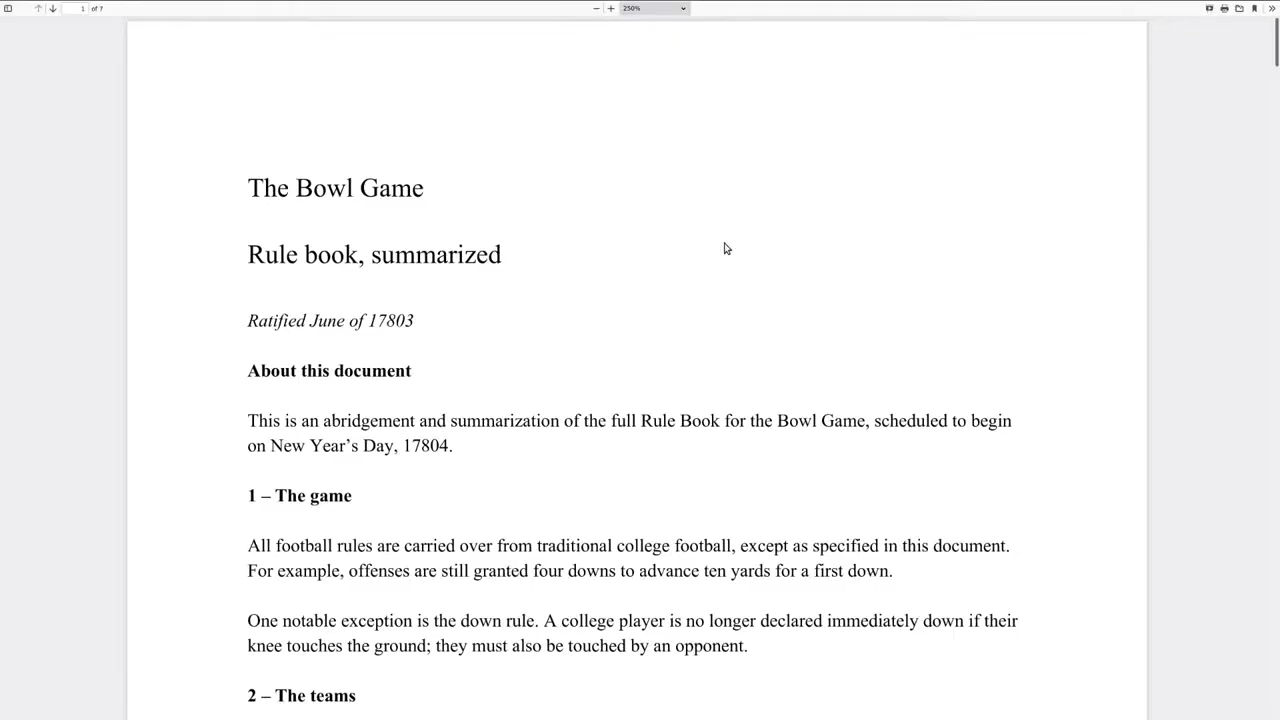 1 of 7
250%
The Bowl Game
Rule book, summarized
Ratified June of 17803
About this document
This is an abridgement and summarization of the full Rule Book for the Bowl Game, scheduled to begin
on New Year’s Day, 17804.
1 – The game
All football rules are carried over from traditional college football, except as specified in this document.
For example, offenses are still granted four downs to advance ten yards for a first down.
One notable exception is the down rule. A college player is no longer declared immediately down if their
knee touches the ground; they must also be touched by an opponent.
2 – The teams